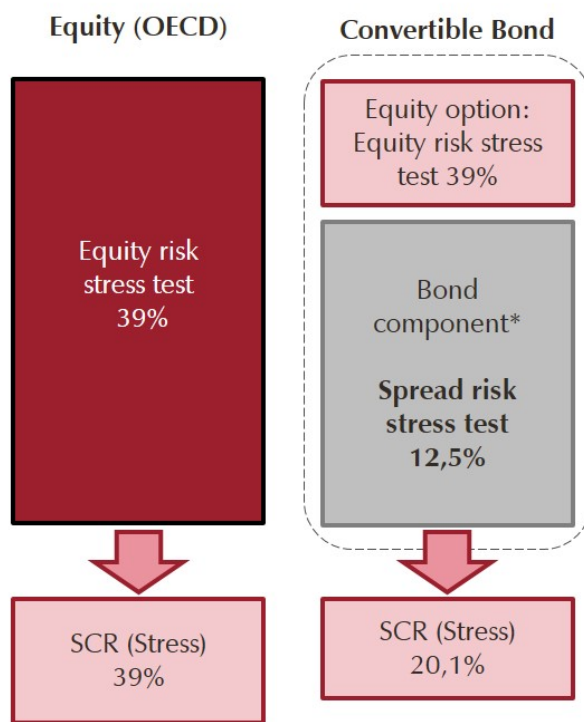 Equity (OECD)
Equity risk
stress test
39%
SCR (Stress)
39%
Convertible Bond
Equity option:
Equity risk stress
test 39%
Bond
component*
Spread risk
stress test
12,5%
SCR (Stress)
20,1%